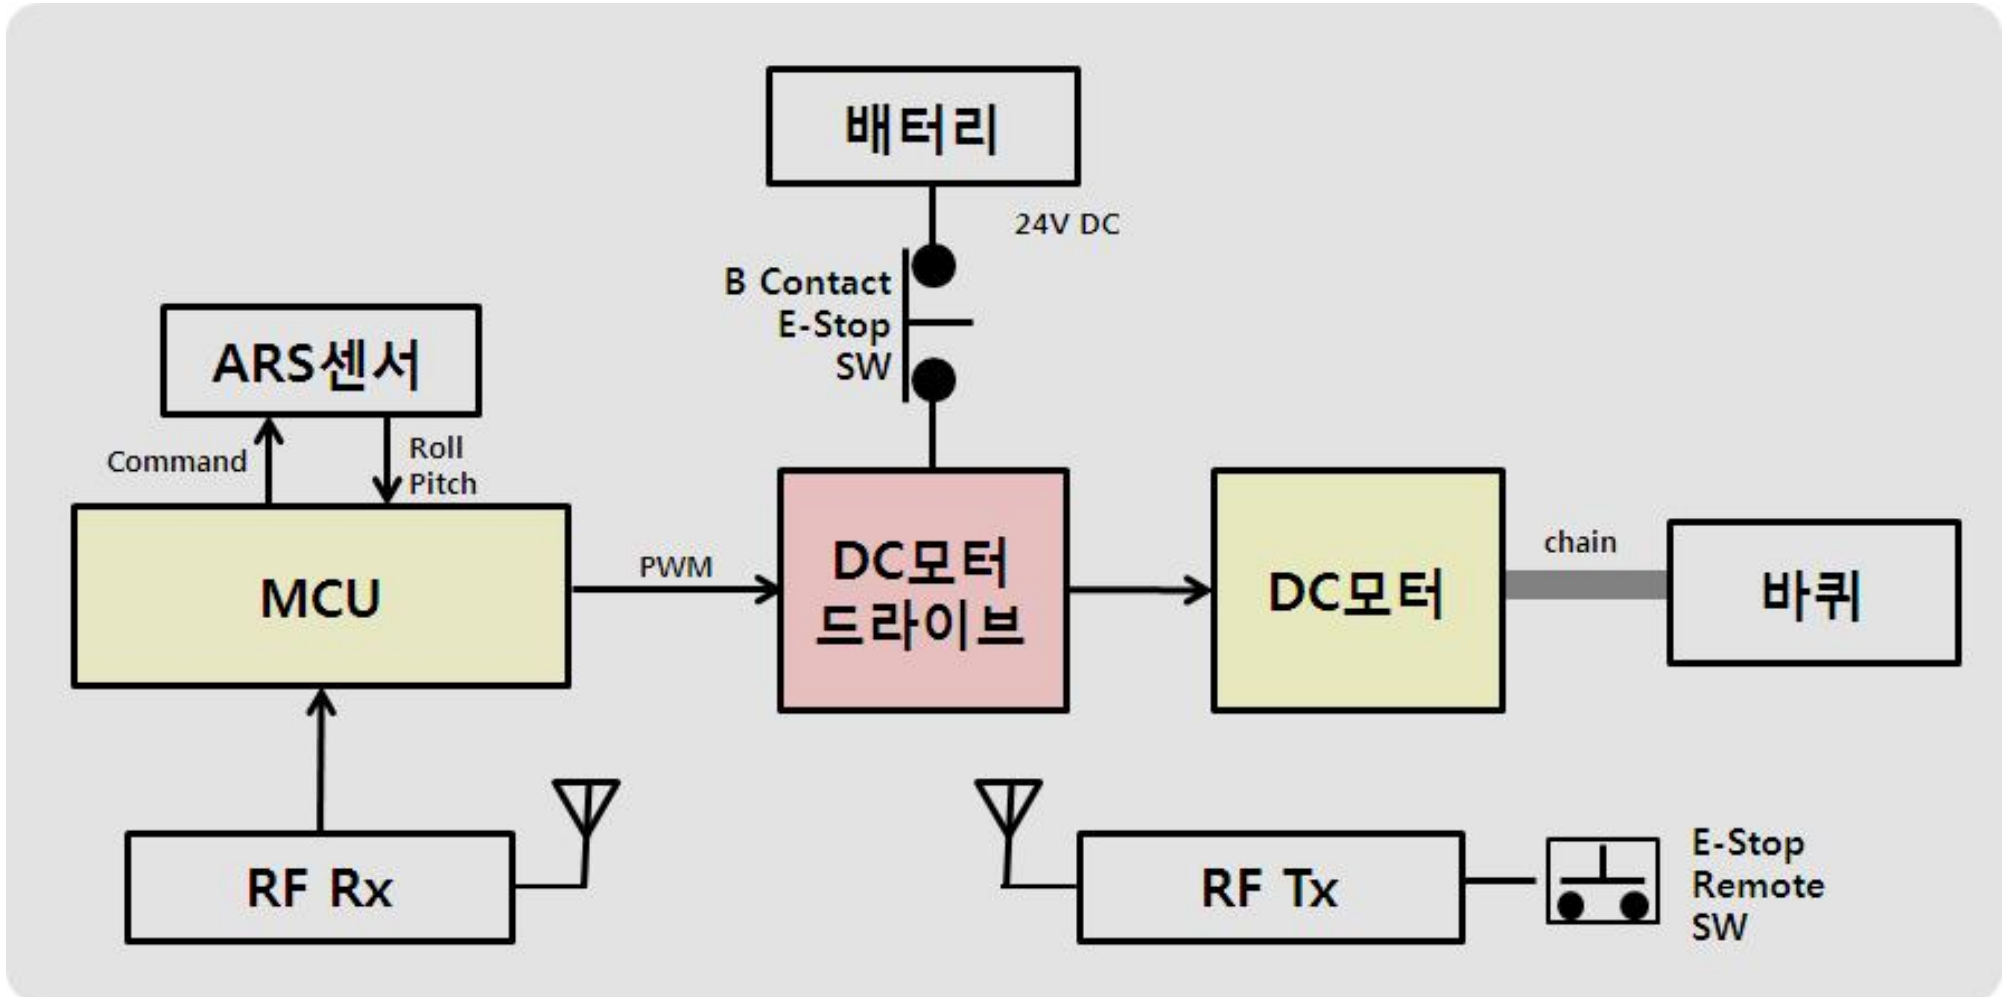 배터리
24V DC
B Contact
E-Stop
SW
ARS센서
Command
Roll
Pitch
MCU
PWM
DC모터
드라이브
DC모터
chain
바퀴
RF Rx
RF Tx
E-Stop
Remote
SW